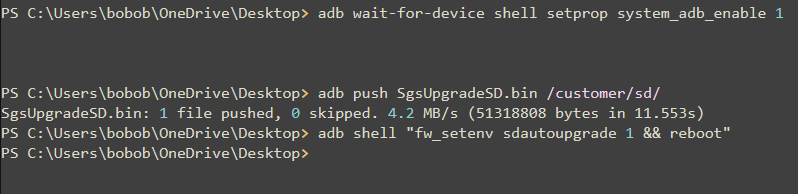 PS C:\Users\bobob\OneDrive\Desktop> adb wait-for-device shell setprop system_adb_enable 1
PS C:\Users\bobob\OneDrive\Desktop> adb push SgsUpgradeSD.bin /customer/sd/
SgsUpgradeSD.bin: 1 file pushed, 0 skipped. 4.2 MB/s (51318808 bytes in 11.553s)
PS C:\Users\bobob\OneDrive\Desktop> adb shell "fw_setenv sdautoupgrade 1 && reboot"
PS C:\Users\bobob\OneDrive\Desktop>